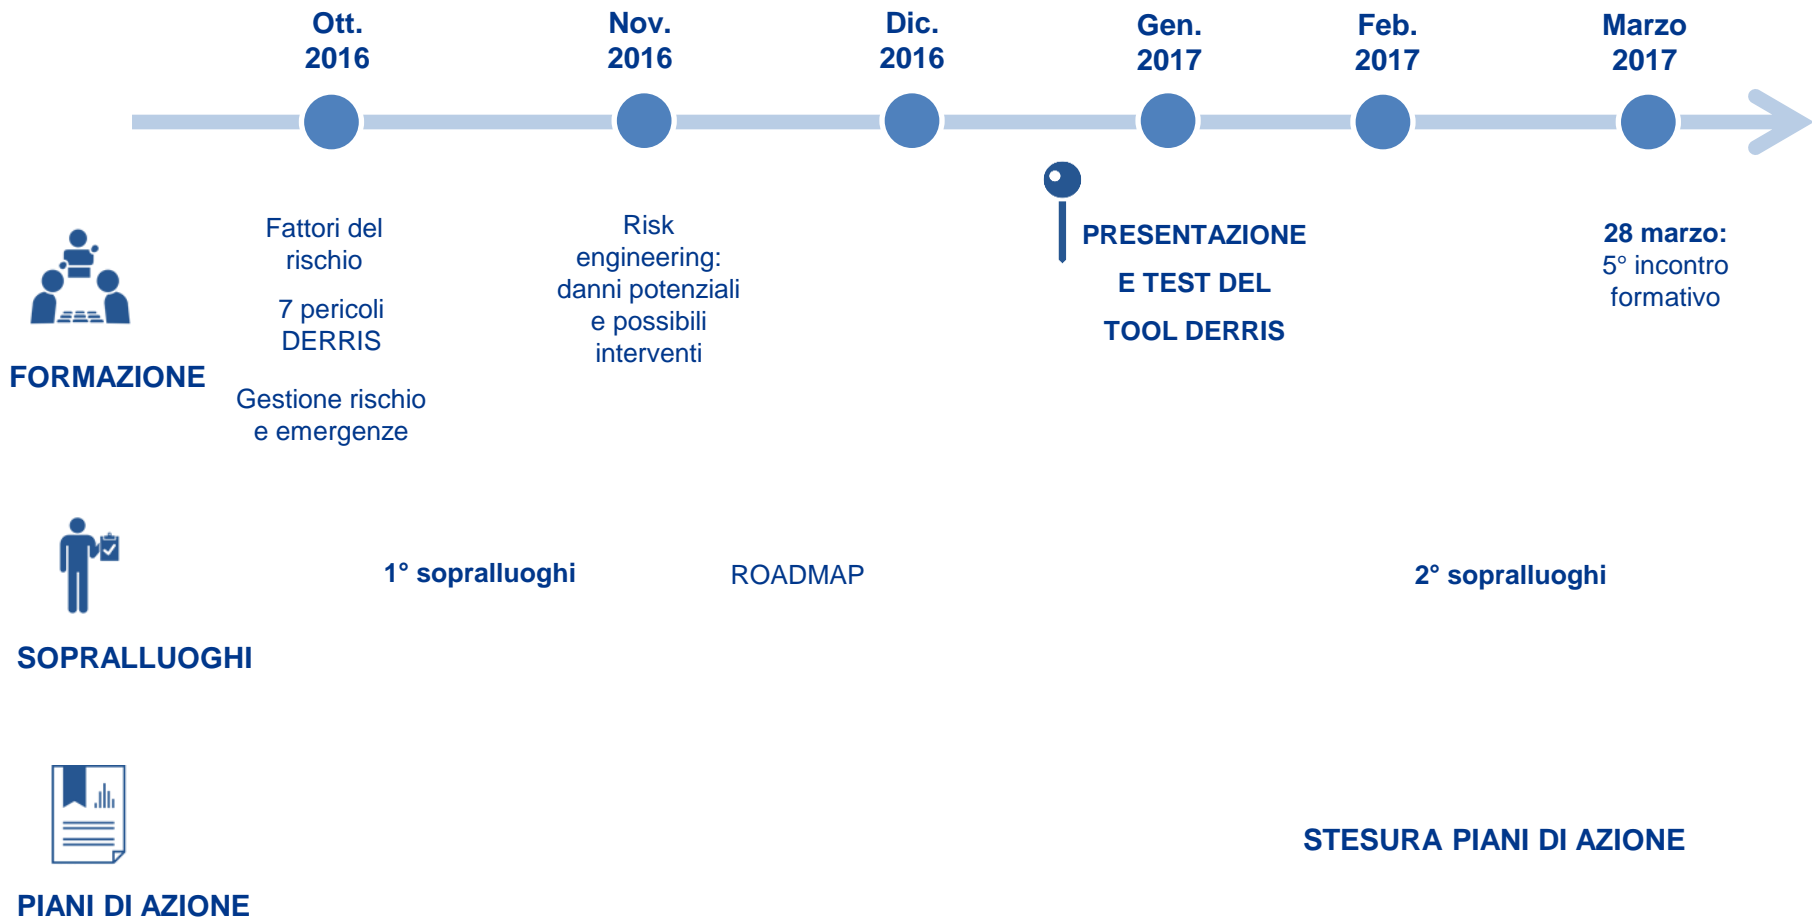 Ott.
2016
Nov.
2016
Dic.
2016
Gen.
2017
Feb.
2017
Marzo
2017
FORMAZIONE
Fattori del
rischio
7 pericoli
DERRIS
Gestione rischio
e emergenze
Risk
engineering:
danni potenziali
e possibili
interventi
PRESENTAZIONE
E TEST DEL
TOOL DERRIS
28 marzo:
5° incontro
formativo
SOPRALLUOGHI
1° sopralluoghi
ROADMAP
2° sopralluoghi
PIANI DI AZIONE
STESURA PIANI DI AZIONE